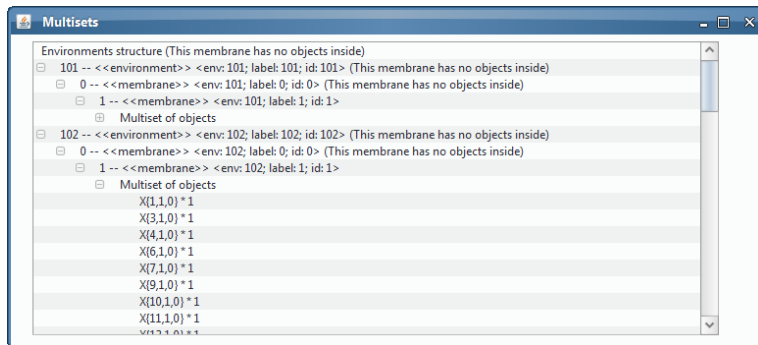 Multisets
Environments structure (This membrane has no objects inside)
101 -- <<environment>> <env: 101; label: 101; id: 101> (This membrane has no objects inside)
0 -- <<membrane>> <env: 101; label: 0; id: 0> (This membrane has no objects inside)
1 -- <<membrane>> <env: 101; label: 1; id: 1>
Multiset of objects
102 -- <<environment>> <env: 102; label: 102; id: 102> (This membrane has no objects inside)
0 -- <<membrane>> <env: 102; label: 0; id: 0> (This membrane has no objects inside)
1 -- <<membrane>> <env: 102; label: 1; id: 1>
Multiset of objects
X{1,1,0} * 1
X{3,1,0} * 1
X{4,1,0} * 1
X{6,1,0} * 1
X{7,1,0} * 1
X{9,1,0} * 1
X{10,1,0} * 1
X{11,1,0} * 1